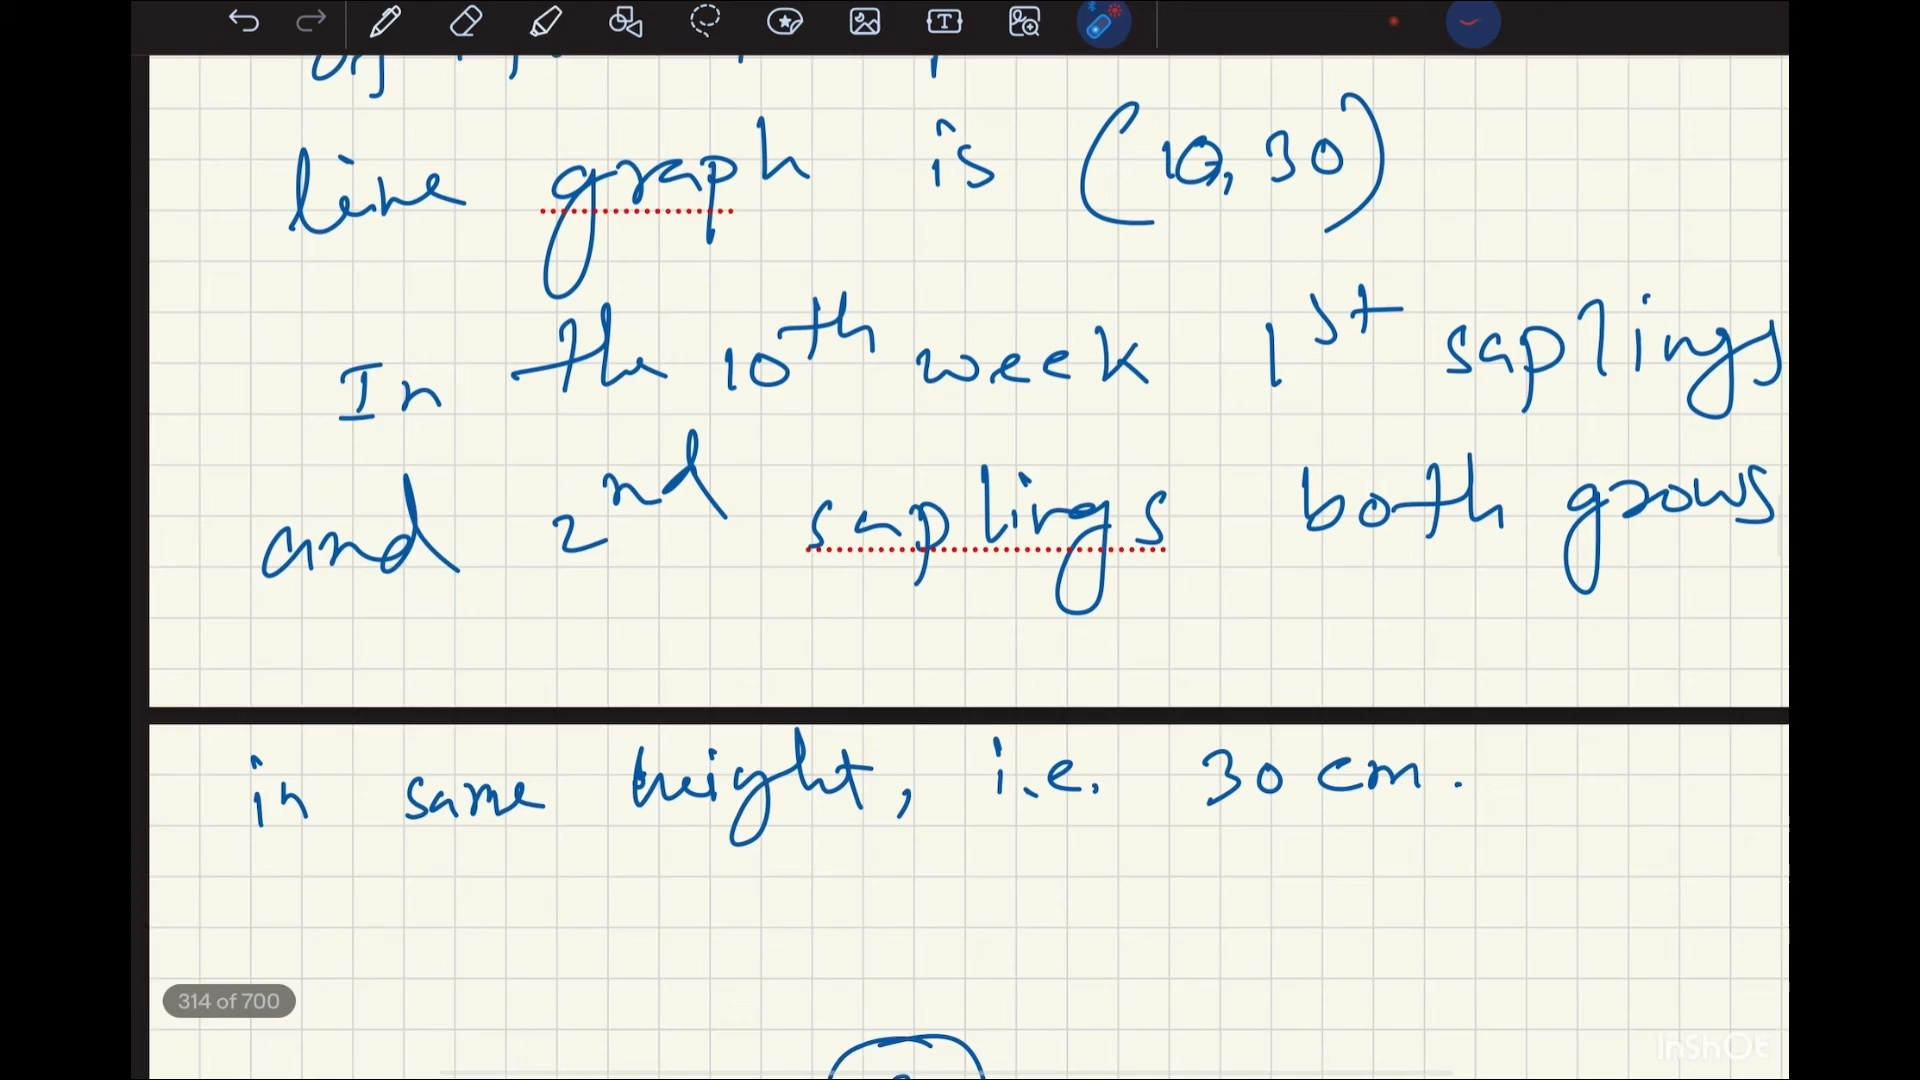 line graph is (10, 30)
In the 10th week 1st saplings
and 2nd saplings both grows
in same height, i.e. 30 cm.
314 of 700
InShOt